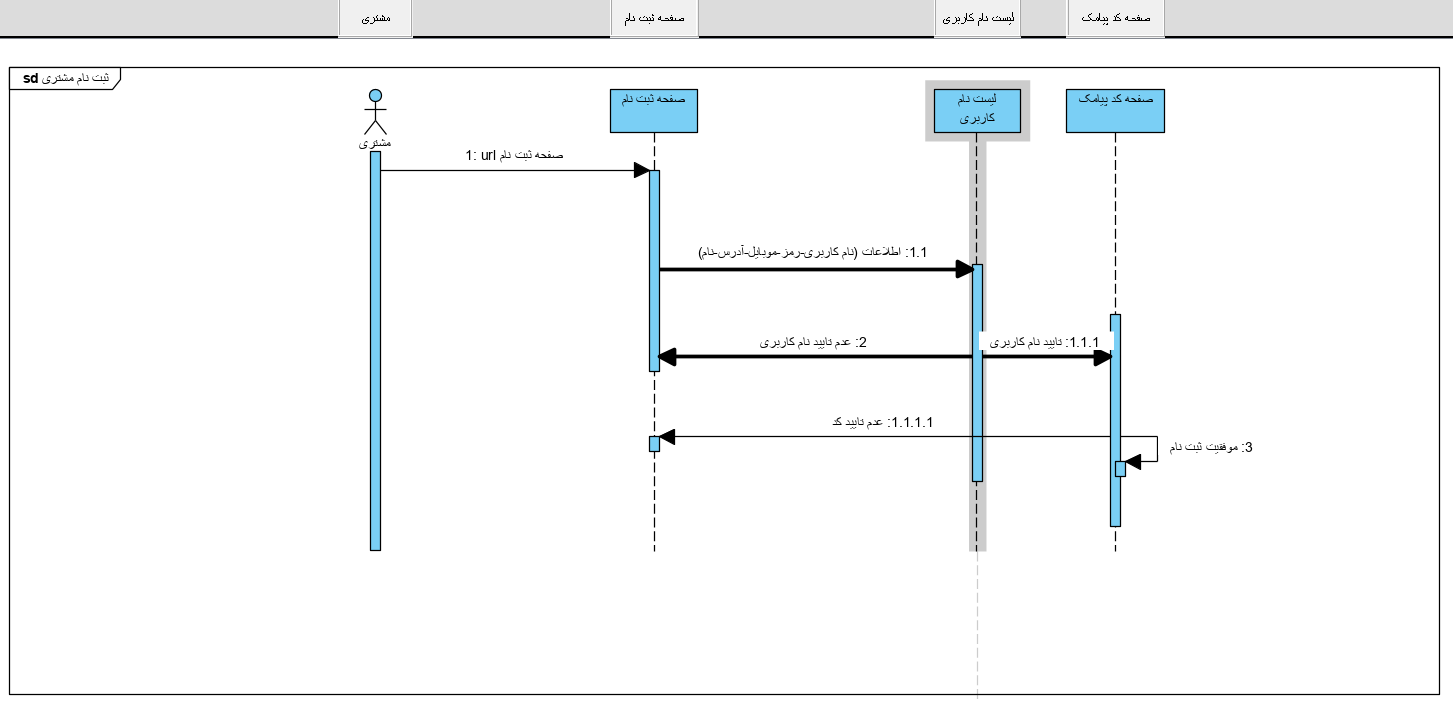 مشتری
صفحه ثبت نام
لیست نام کاربری
صفحه کد پیامک
sd ثبت نام مشتری
صفحه ثبت نام
لیست نام
کاربری
صفحه کد پیامک
مشتری
1: url صفحه ثبت نام
1.1: اطلاعات (نام کاربری-رمز-موبایل-آدرس-نام)
2: عدم تایید نام کاربری
1.1.1: تایید نام کاربری
1.1.1.1: عدم تایید کد
3: موفقیت ثبت نام